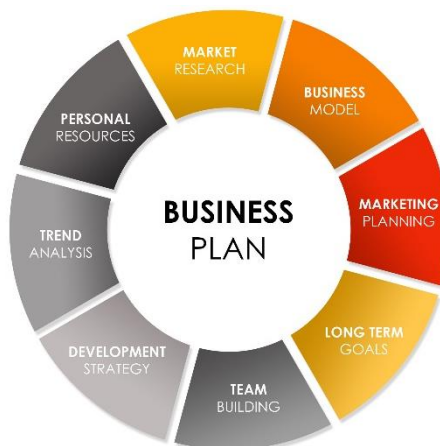 MARKET
RESEARCH
BUSINESS
MODEL
MARKETING
PLANNING
LONG TERM
GOALS
TEAM
BUILDING
DEVELOPMENT
STRATEGY
TREND
ANALYSIS
PERSONAL
RESOURCES
BUSINESS
PLAN